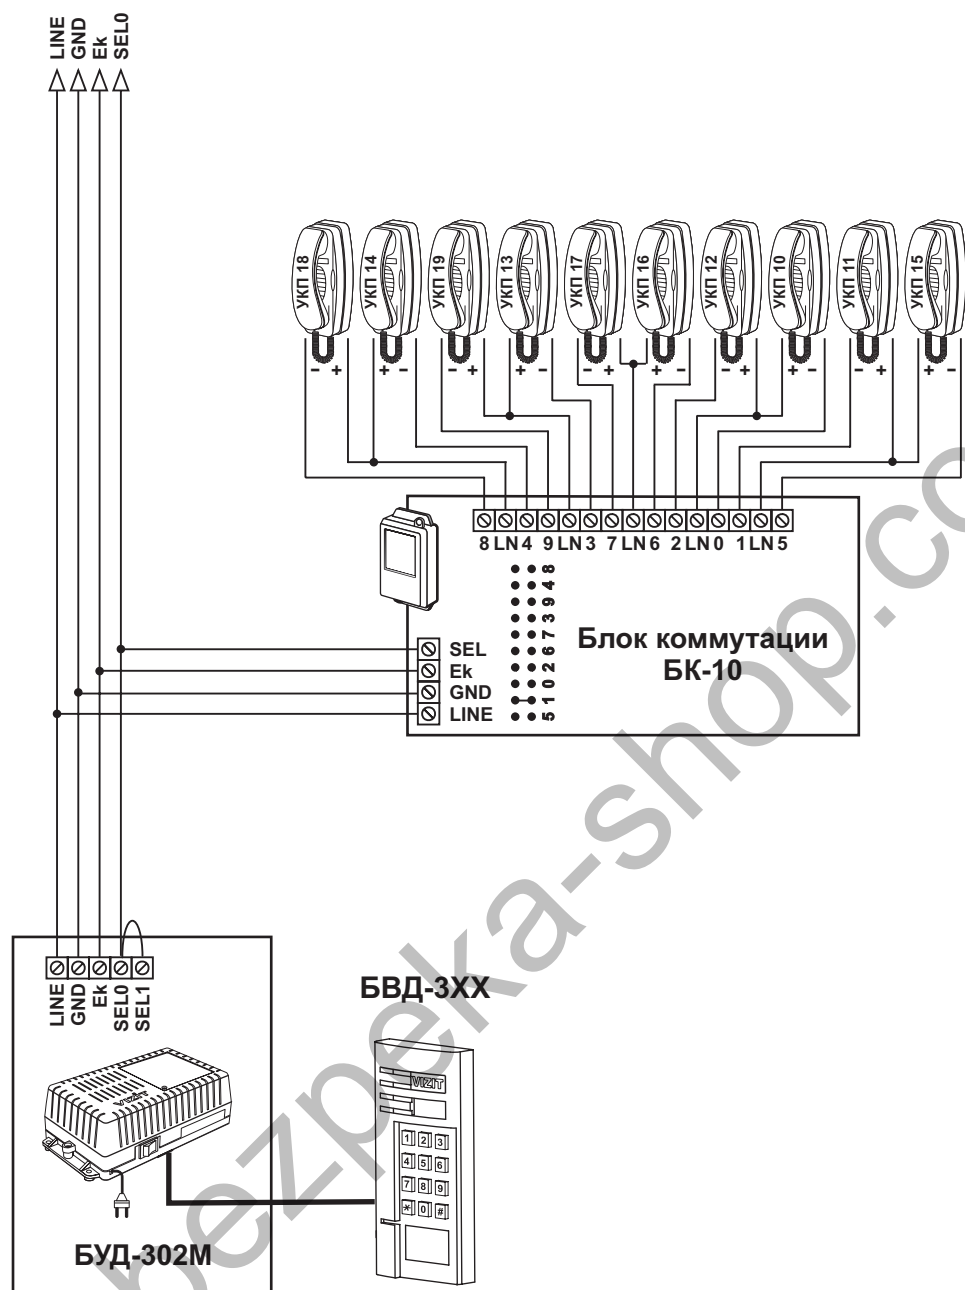 LINE
GND
Ek
SEL0
УКП 18
УКП 14
УКП 19
УКП 13
УКП 17
УКП 16
УКП 12
УКП 10
УКП 11
УКП 15
− + + − − + + − − + + − − + + − − + + −
8 LN 4 9 LN 3 7 LN 6 2 LN 0 1 LN 5
8
4
9
3
7
6
2
0
1
5
Блок коммутации
БК-10
SEL
Ek
GND
LINE
LINE
GND
Ek
SEL0
SEL1
VIZIT
БУД-302М
БВД-3ХХ
VIZIT
1 2 3
4 5 6
7 8 9
* 0 #
bezpeka-shop.co